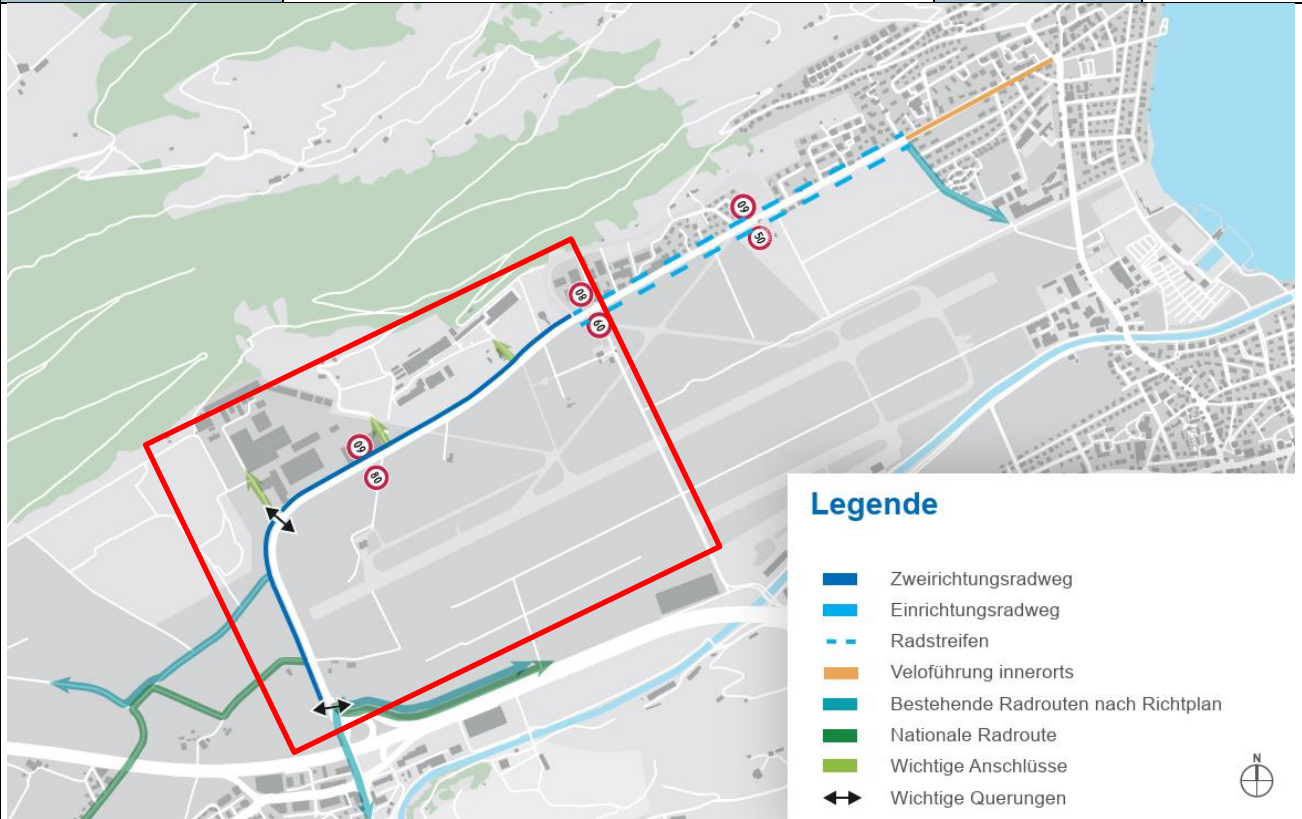 60
50
80
60
60
80
Legende
Zweirichtungsradweg
Einrichtungsradweg
Radstreifen
Veloführung innerorts
Bestehende Radrouten nach Richtplan
Nationale Radroute
Wichtige Anschlüsse
Wichtige Querungen
N